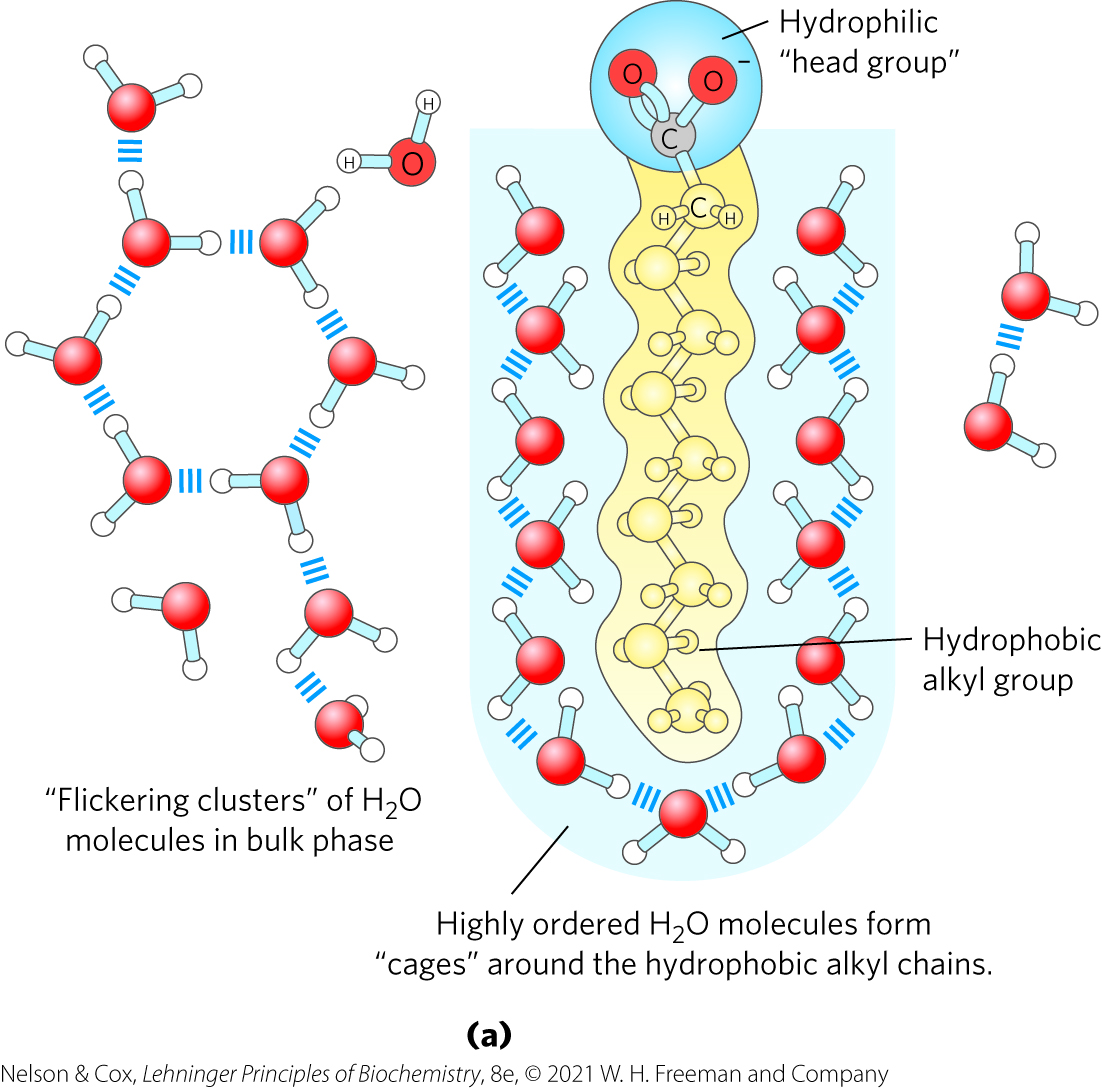 Hydrophilic
“head group”
O
O
–
C
H
H
O
C
H
H
Hydrophobic
alkyl group
“Flickering clusters” of H₂O
molecules in bulk phase
Highly ordered H₂O molecules form
“cages” around the hydrophobic alkyl chains.
(a)
Nelson & Cox, Lehninger Principles of Biochemistry, 8e, © 2021 W. H. Freeman and Company